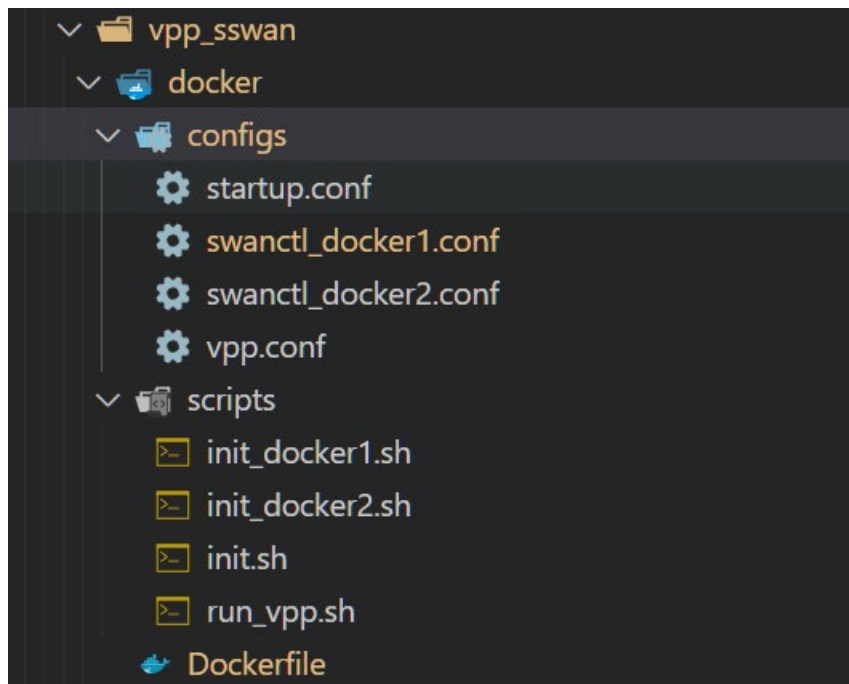 vpp_sswan
docker
configs
startup.conf
swanctl_docker1.conf
swanctl_docker2.conf
vpp.conf
scripts
init_docker1.sh
init_docker2.sh
init.sh
run_vpp.sh
Dockerfile